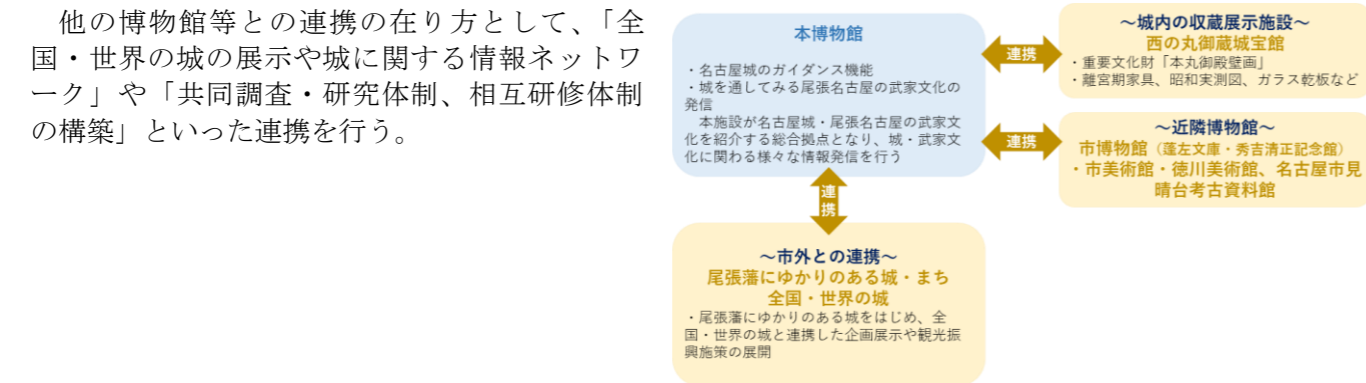 他の博物館等との連携の在り方として、「全
国・世界の城の展示や城に関する情報ネットワ
ーク」や「共同調査・研究体制、相互研修体制
の構築」といった連携を行う。
本博物館
・名古屋城のガイダンス機能
・城を通してみる尾張名古屋の武家文化の
発信
本施設が名古屋城・尾張名古屋の武家文
化を紹介する総合拠点となり、城・武家文
化に関わる様々な情報発信を行う
連携
～城内の収蔵展示施設～
西の丸御蔵城宝館
・重要文化財「本丸御殿壁画」
・離宮期家具、昭和実測図、ガラス乾板など
連携
～近隣博物館～
市博物館（蓬左文庫・秀吉清正記念館）
・市美術館・徳川美術館、名古屋市見
晴台考古資料館
連
携
～市外との連携～
尾張藩にゆかりのある城・まち
全国・世界の城
・尾張藩にゆかりのある城をはじめ、全
国・世界の城と連携した企画展示や観光振
興施策の展開